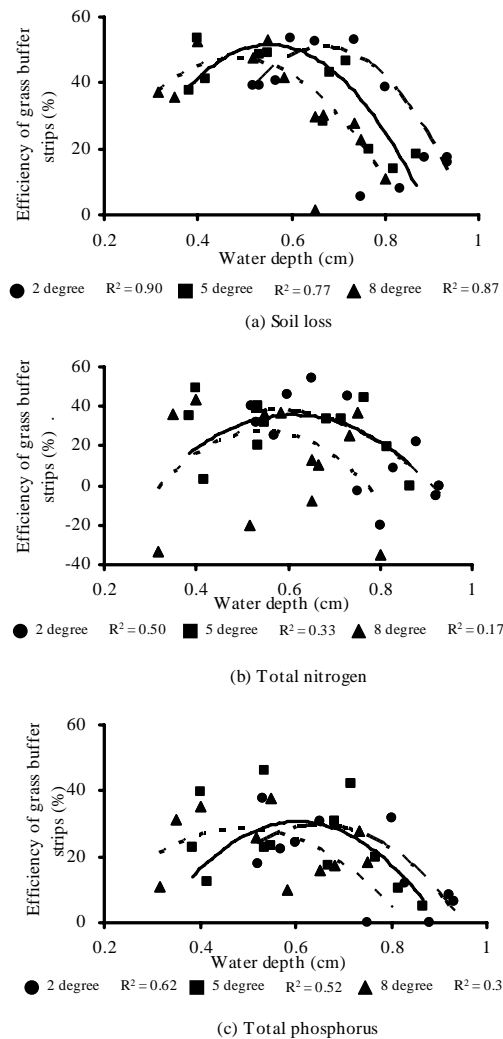 Efficiency of grass buffer
strips (%)
60
40
20
0
0.2 0.4 0.6 0.8 1
Water depth (cm)
2 degree R² = 0.90 5 degree R² = 0.77 8 degree R² = 0.87
(a) Soil loss
Efficiency of grass buffer
strips (%) .
60
40
20
0
-20
-40
0.2 0.4 0.6 0.8 1
Water depth (cm)
2 degree R² = 0.50 5 degree R² = 0.33 8 degree R² = 0.17
(b) Total nitrogen
Efficiency of grass buffer
strips (%)
60
40
20
0
0.2 0.4 0.6 0.8 1
Water depth (cm)
2 degree R² = 0.62 5 degree R² = 0.52 8 degree R² = 0.3
(c) Total phosphorus